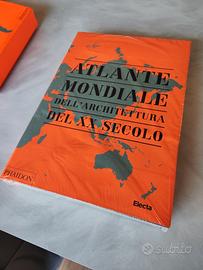 ATLANTE
MONDIALE
DELL'ARCHITETTURA
DEL XX SECOLO
PHAIDON
Electa
subito